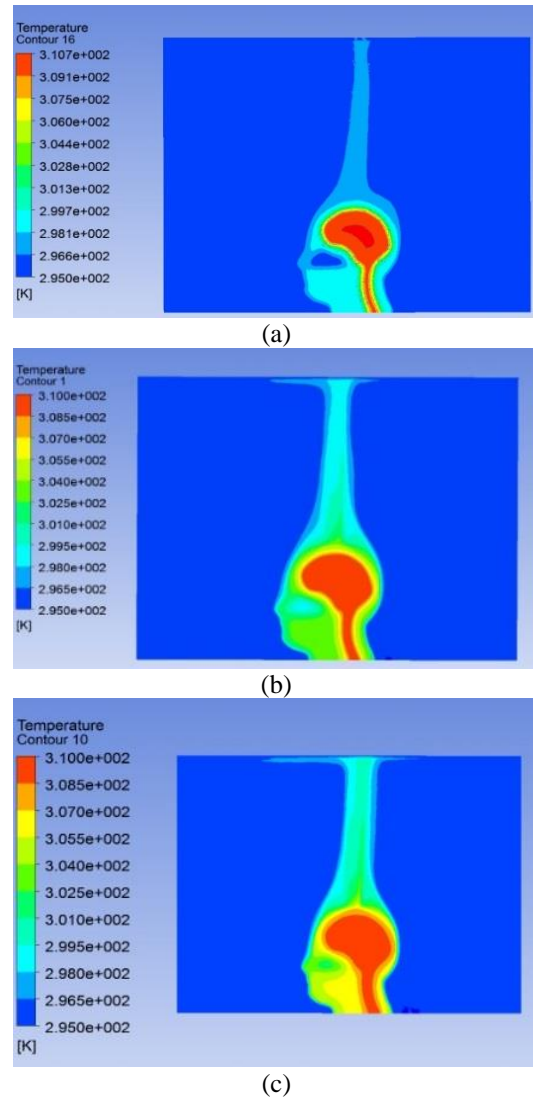 Temperature
Contour 16
3.107e+002
3.091e+002
3.075e+002
3.060e+002
3.044e+002
3.028e+002
3.013e+002
2.997e+002
2.981e+002
2.966e+002
2.950e+002
[K]
(a)
Temperature
Contour 1
3.100e+002
3.085e+002
3.070e+002
3.055e+002
3.040e+002
3.025e+002
3.010e+002
2.995e+002
2.980e+002
2.965e+002
2.950e+002
[K]
(b)
Temperature
Contour 10
3.100e+002
3.085e+002
3.070e+002
3.055e+002
3.040e+002
3.025e+002
3.010e+002
2.995e+002
2.980e+002
2.965e+002
2.950e+002
[K]
(c)